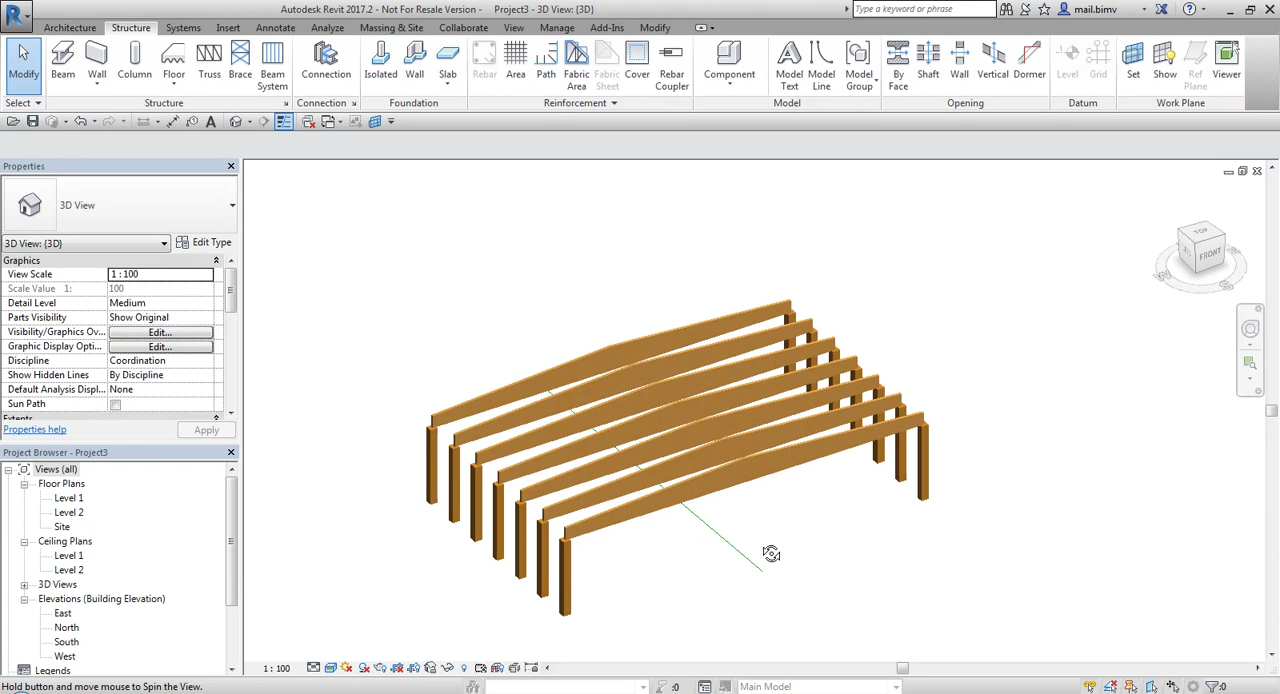 Autodesk Revit 2017.2 - Not For Resale Version - Project3 - 3D View: {3D}
Type a keyword or phrase
mail.bimv
Architecture Structure Systems Insert Annotate Analyze Massing & Site Collaborate View Manage Add-Ins Modify
Modify Beam Wall Column Floor Truss Brace Beam System Connection Isolated Wall Slab Rebar Area Path Fabric Area Fabric Sheet Cover Rebar Coupler Component Model Text Model Line Model Group By Face Shaft Wall Vertical Dormer Level Grid Set Show Ref Plane Viewer
Select Structure Connection Foundation Reinforcement Model Opening Datum Work Plane
Properties
3D View
3D View: {3D} Edit Type
Graphics
View Scale 1 : 100
Scale Value 1: 100
Detail Level Medium
Parts Visibility Show Original
Visibility/Graphics Ov... Edit...
Graphic Display Opti... Edit...
Discipline Coordination
Show Hidden Lines By Discipline
Default Analysis Displ... None
Sun Path
Extents
Properties help Apply
Project Browser - Project3
Views (all)
Floor Plans
Level 1
Level 2
Site
Ceiling Plans
Level 1
Level 2
3D Views
Elevations (Building Elevation)
East
North
South
West
Legends
TOP
FRONT
1 : 100
Hold button and move mouse to Spin the View.
:0
Main Model
:0